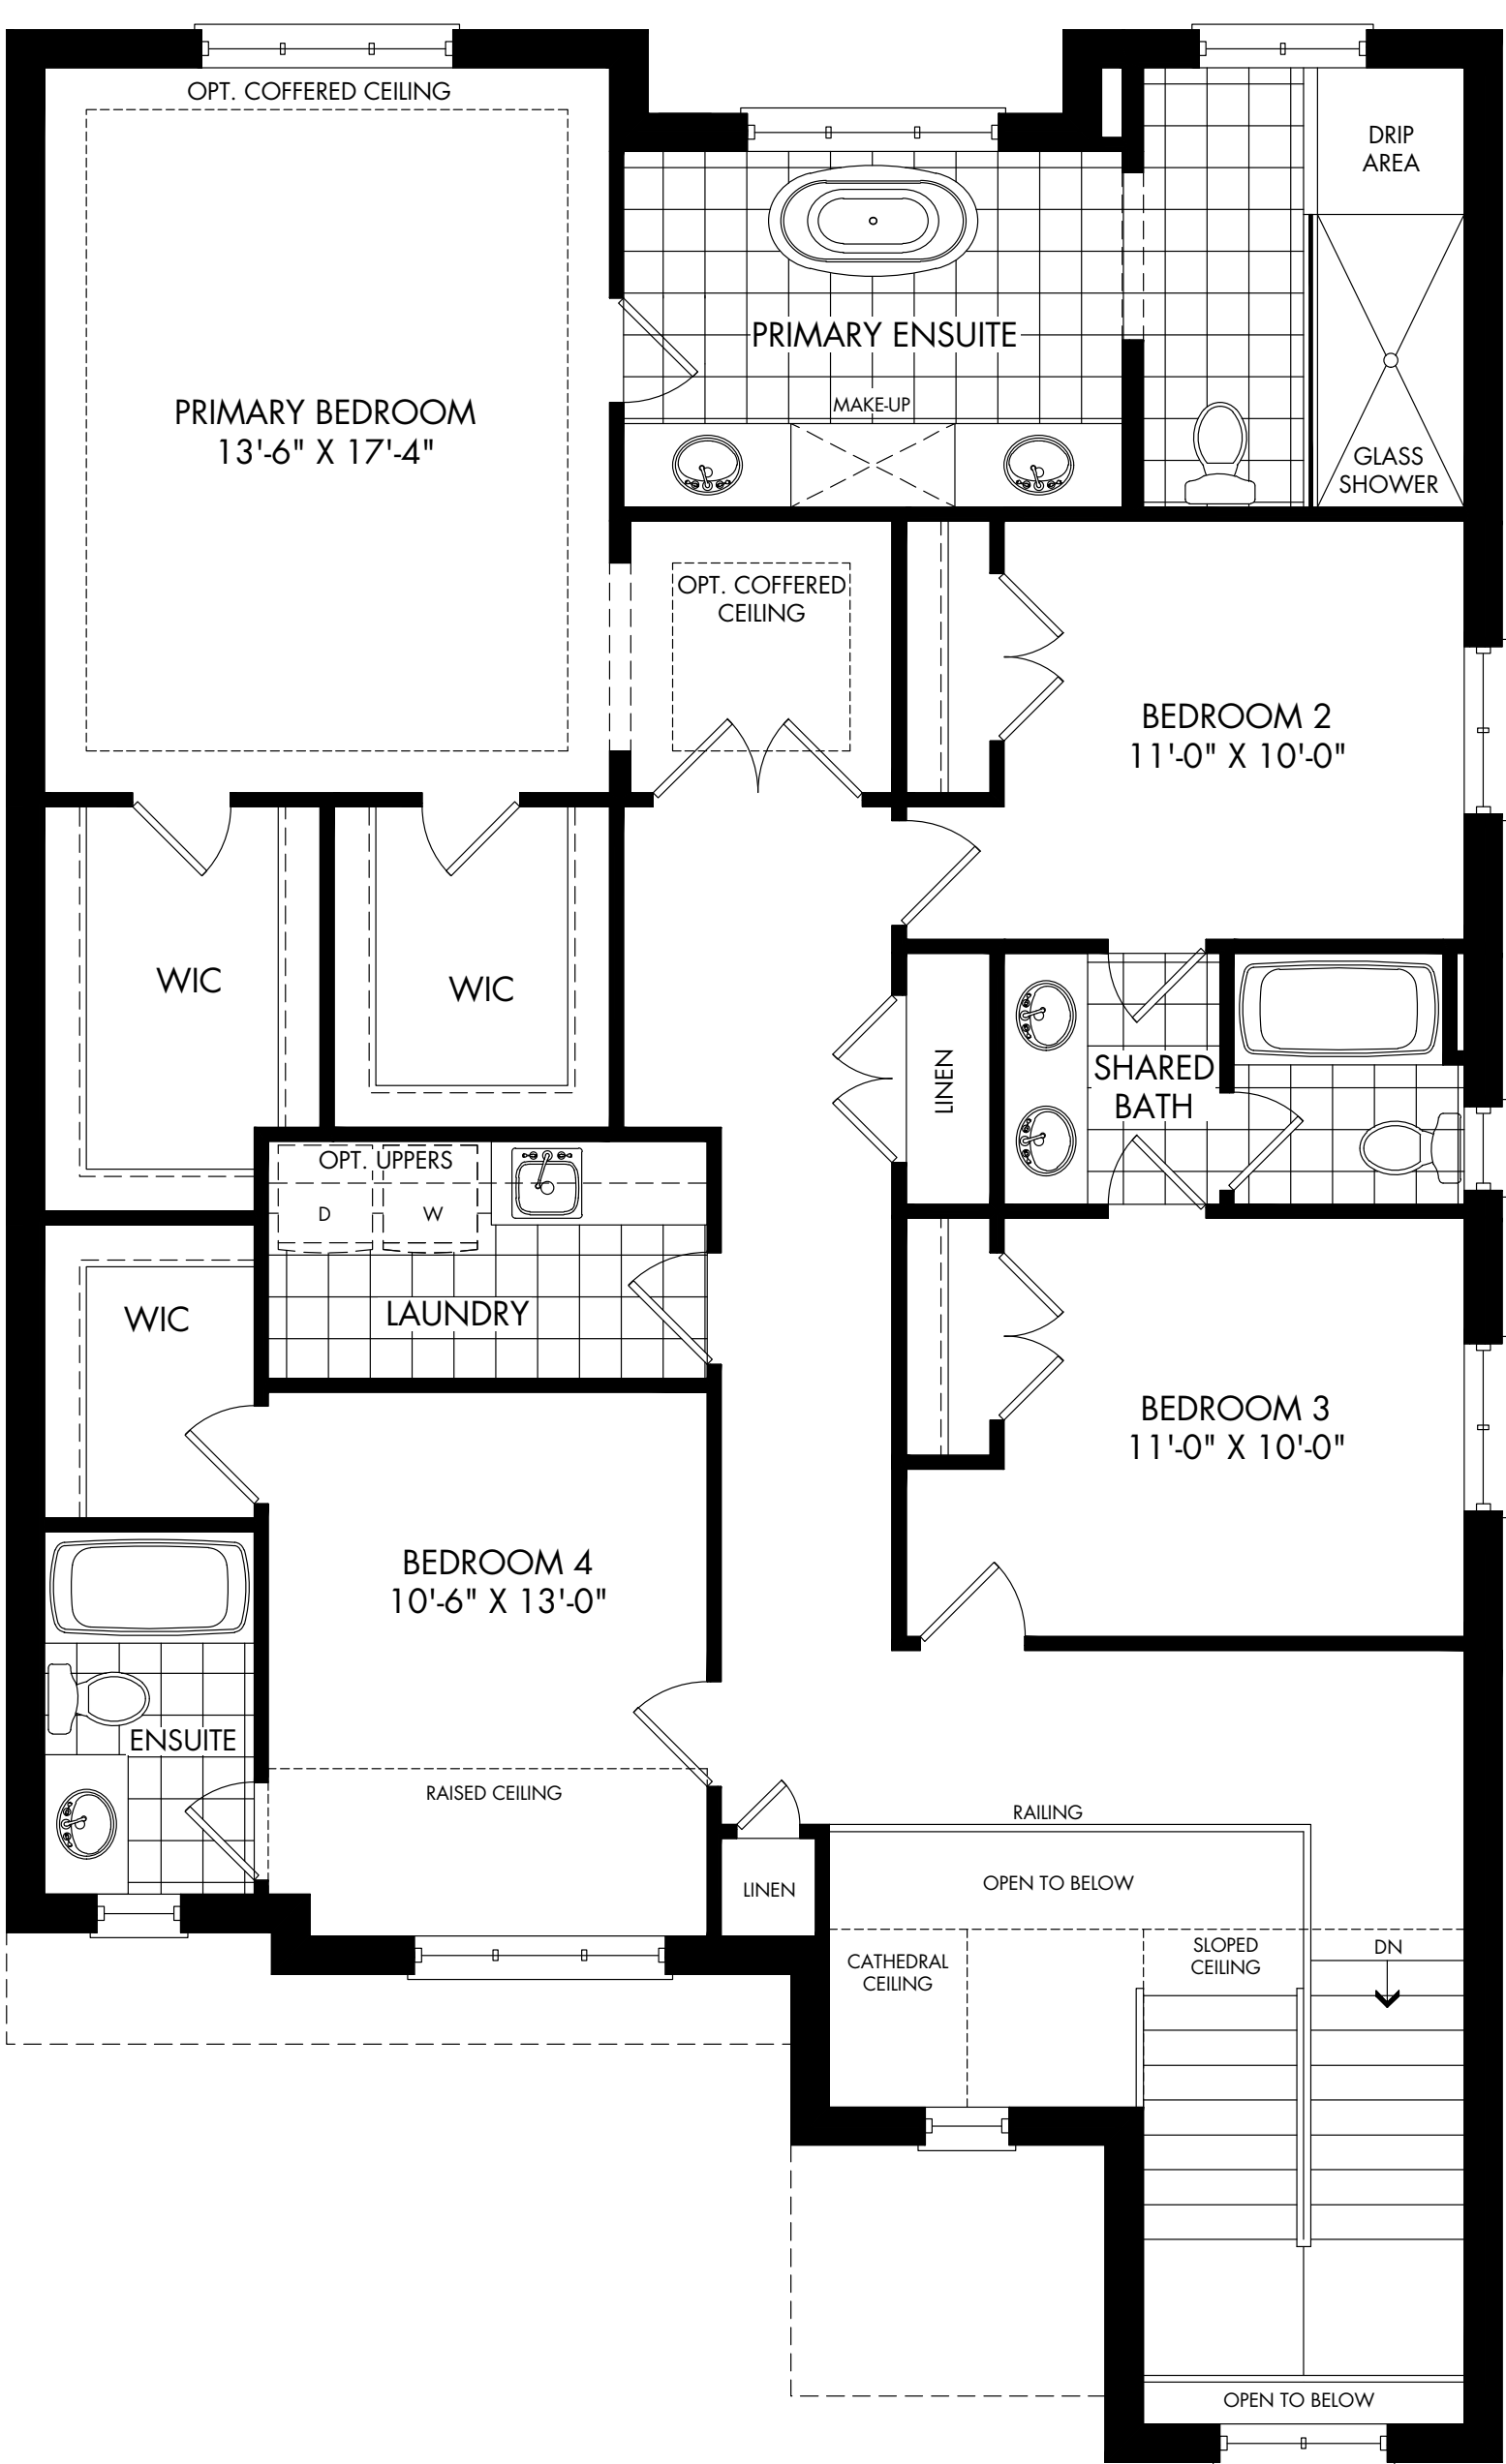 OPT. COFFERED CEILING
DRIP
AREA
PRIMARY ENSUITE
MAKE-UP
PRIMARY BEDROOM
13'-6" X 17'-4"
GLASS
SHOWER
OPT. COFFERED
CEILING
BEDROOM 2
11'-0" X 10'-0"
WIC
WIC
LINEN
SHARED
BATH
OPT. UPPERS
D
W
LAUNDRY
WIC
BEDROOM 3
11'-0" X 10'-0"
BEDROOM 4
10'-6" X 13'-0"
ENSUITE
RAISED CEILING
RAILING
LINEN
OPEN TO BELOW
CATHEDRAL
CEILING
SLOPED
CEILING
DN
OPEN TO BELOW